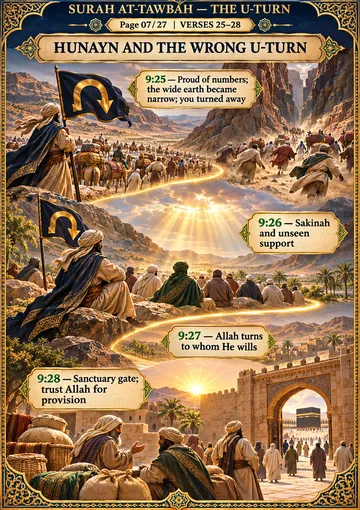 SURAH AT-TAWBAH — THE U-TURN
Page 07/27 | VERSES 25–28
HUNAYN AND THE WRONG U-TURN
9:25 — Proud of numbers;
the wide earth became
narrow; you turned away
9:26 — Sakinah
and unseen
support
9:27 — Allah turns
to whom He wills
9:28 — Sanctuary gate;
trust Allah for
provision